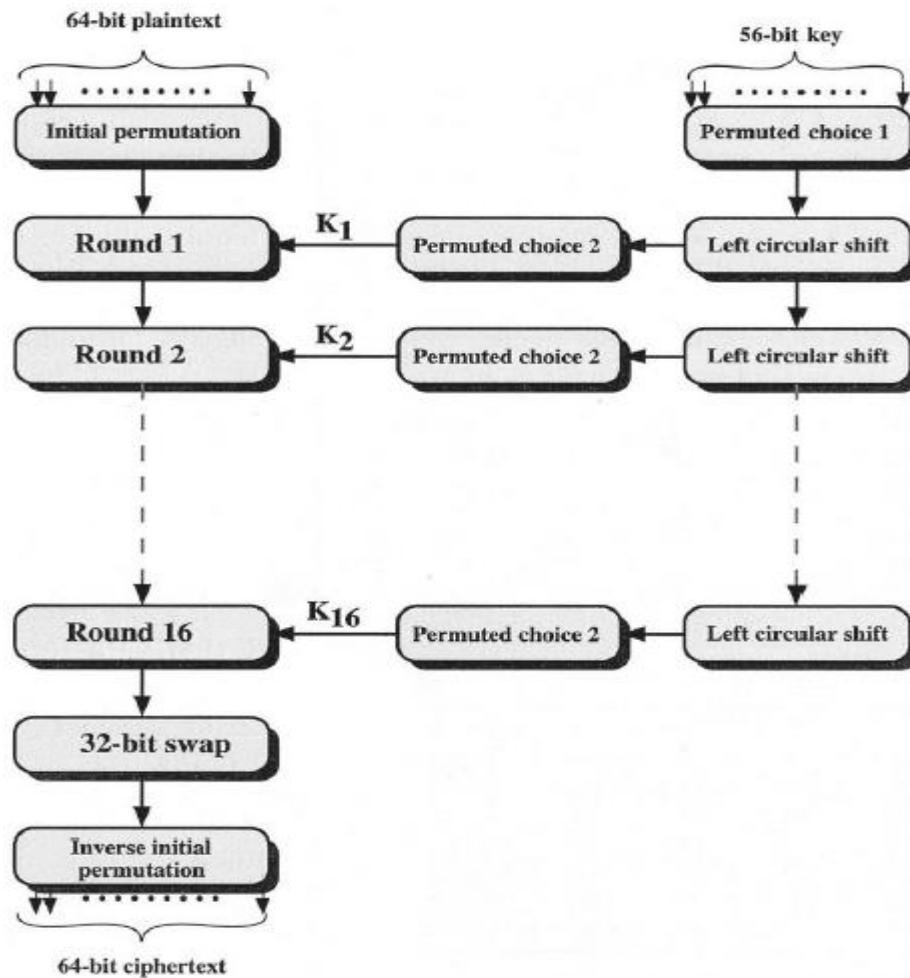 64-bit plaintext
56-bit key
Initial permutation
Permuted choice 1
Round 1
K1
Permuted choice 2
Left circular shift
Round 2
K2
Permuted choice 2
Left circular shift
Round 16
K16
Permuted choice 2
Left circular shift
32-bit swap
Inverse initial
permutation
64-bit ciphertext